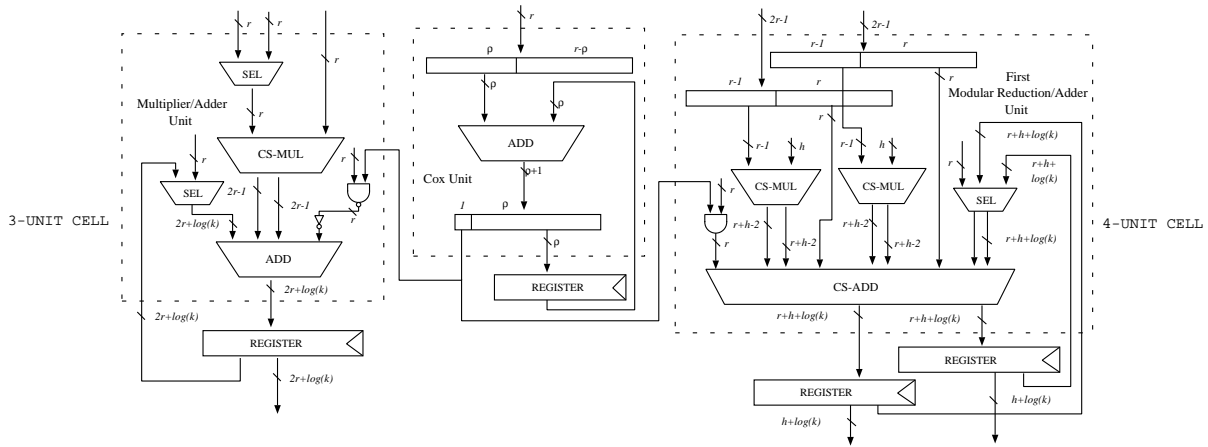 r
r
r
SEL
r
Multiplier/Adder
Unit
r
CS-MUL
r
SEL
2r-1
2r-1
2r+log(k)
r
ADD
2r+log(k)
2r+log(k)
REGISTER
2r+log(k)
3-UNIT CELL
r
ρ
r-ρ
ρ
ρ
ADD
ρ+1
Cox Unit
1
ρ
ρ
REGISTER
2r-1
2r-1
r-1
r
r-1
r
r
r
First
Modular Reduction/Adder
Unit
r+h+log(k)
r-1
h
r-1
h
r
r+h+
log(k)
CS-MUL
CS-MUL
SEL
r
r+h-2
r+h-2
r+h-2
r+h-2
r+h+log(k)
r
CS-ADD
4-UNIT CELL
r+h+log(k)
r+h+log(k)
REGISTER
REGISTER
h+log(k)
h+log(k)